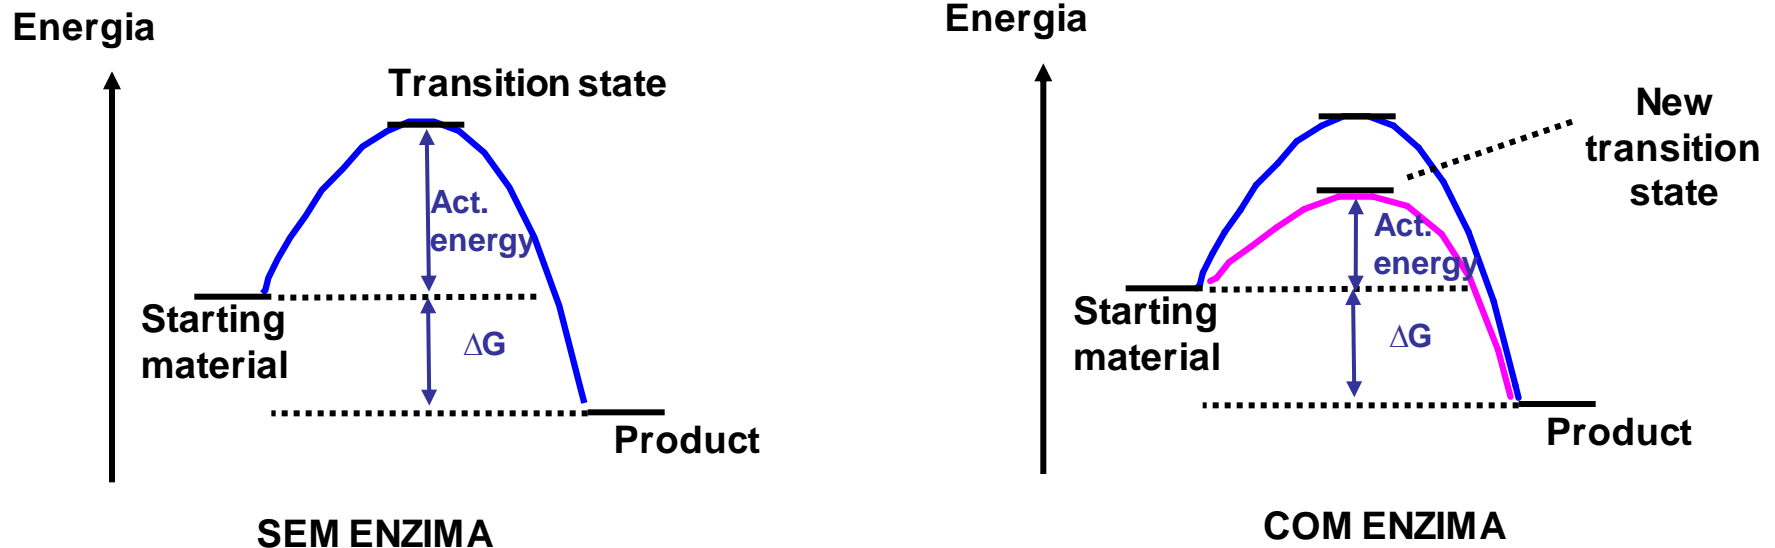 Energia
Transition state
Act.
energy
Starting
material
ΔG
Product
SEM ENZIMA
Energia
New
transition
state
Act.
energy
Starting
material
ΔG
Product
COM ENZIMA